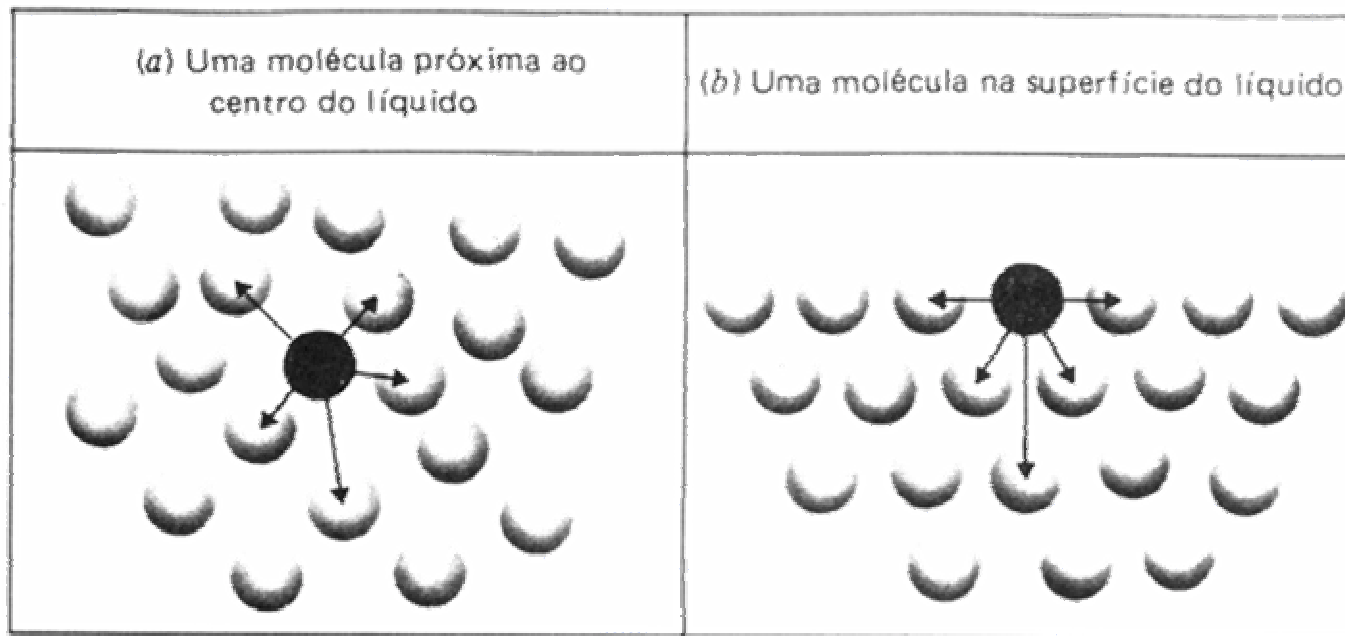 (a) Uma molécula próxima ao
centro do líquido
(b) Uma molécula na superfície do líquido